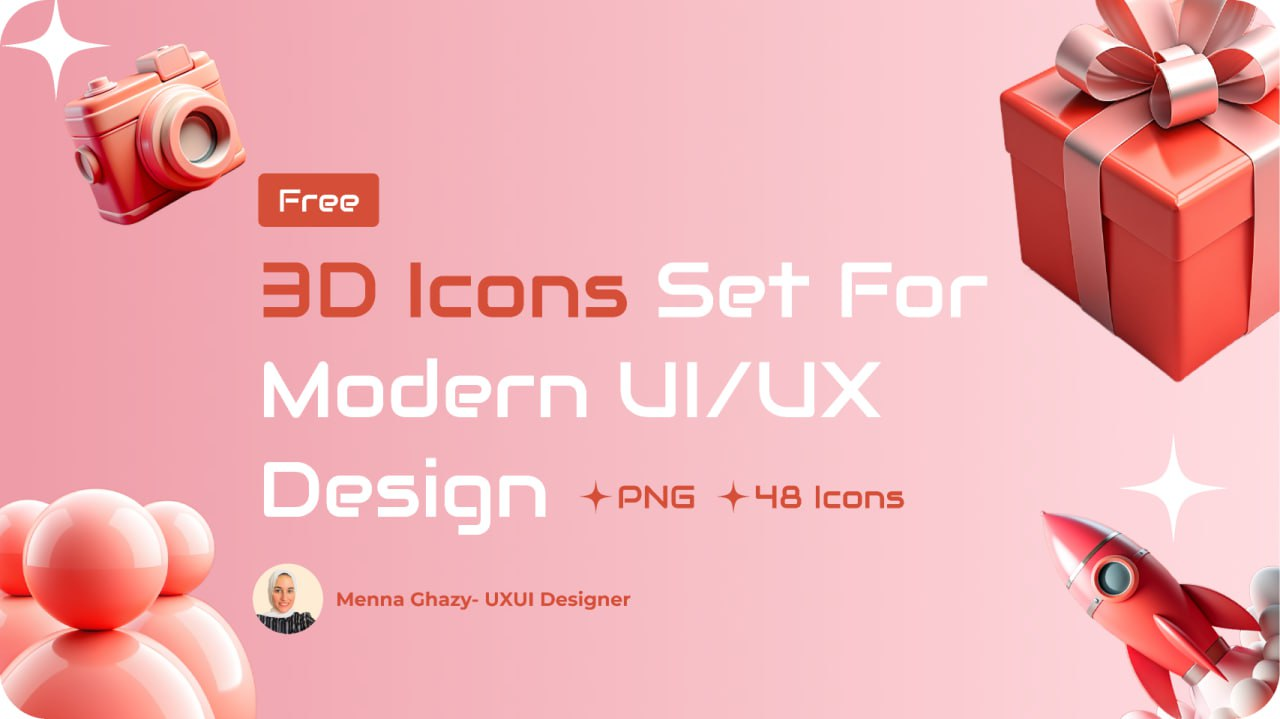 Free
3D Icons Set For
Modern UI/UX
Design PNG 48 Icons
Menna Ghazy- UXUI Designer